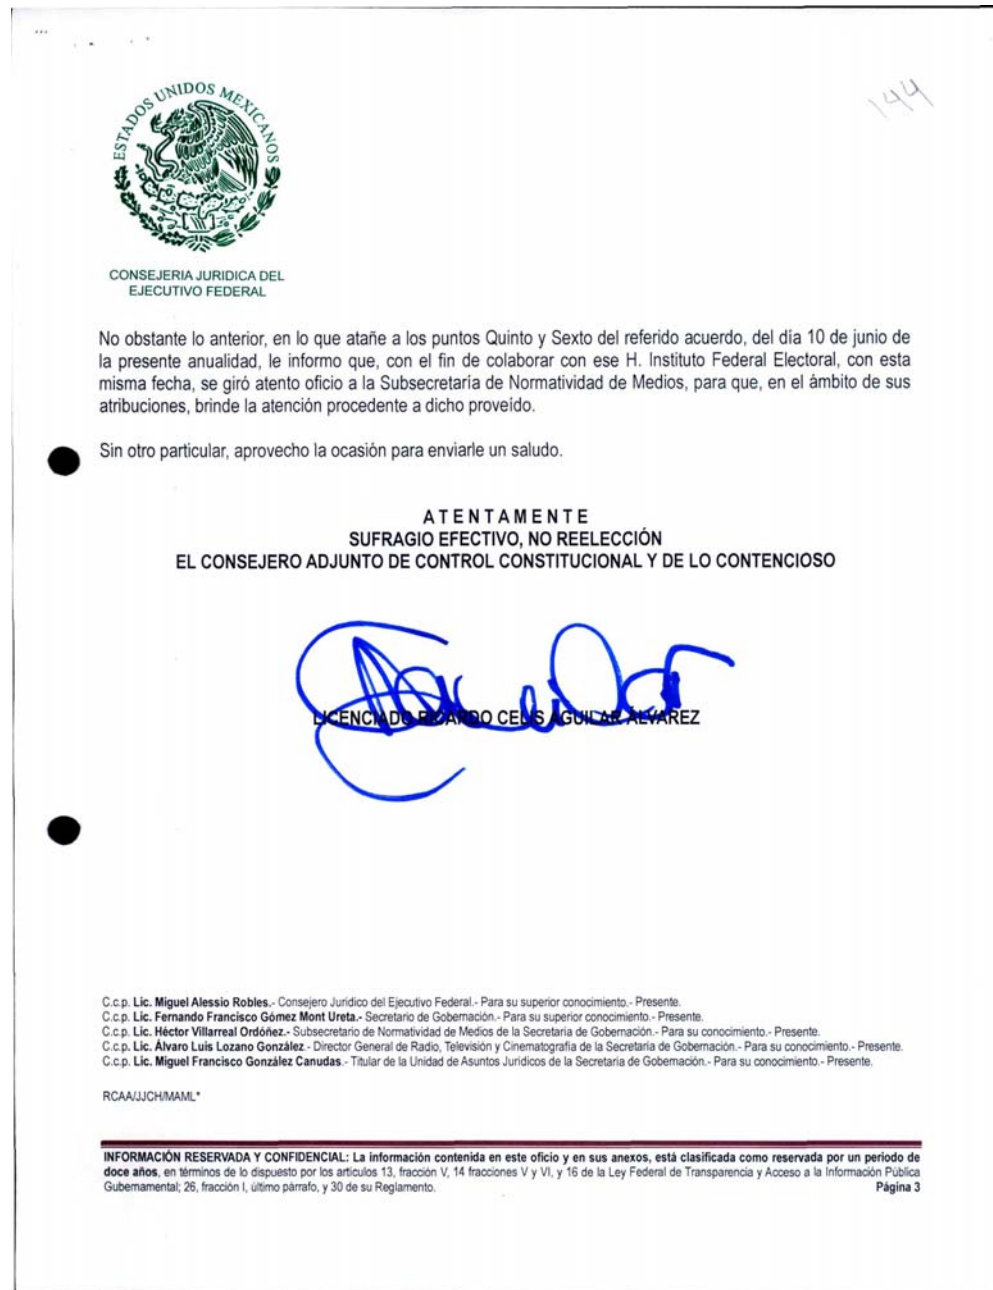 144
ESTADOS UNIDOS MEXICANOS
CONSEJERIA JURIDICA DEL
EJECUTIVO FEDERAL
No obstante lo anterior, en lo que atañe a los puntos Quinto y Sexto del referido acuerdo, del día 10 de junio de
la presente anualidad, le informo que, con el fin de colaborar con ese H. Instituto Federal Electoral, con esta
misma fecha, se giró atento oficio a la Subsecretaría de Normatividad de Medios, para que, en el ámbito de sus
atribuciones, brinde la atención procedente a dicho proveído.
Sin otro particular, aprovecho la ocasión para enviarle un saludo.
A T E N T A M E N T E
SUFRAGIO EFECTIVO, NO REELECCIÓN
EL CONSEJERO ADJUNTO DE CONTROL CONSTITUCIONAL Y DE LO CONTENCIOSO
LICENCIADO RICARDO CELIS AGUILAR ÁLVAREZ
C.c.p. Lic. Miguel Alessio Robles.- Consejero Jurídico del Ejecutivo Federal.- Para su superior conocimiento.- Presente.
C.c.p. Lic. Fernando Francisco Gómez Mont Ureta.- Secretario de Gobernación.- Para su superior conocimiento.- Presente.
C.c.p. Lic. Héctor Villarreal Ordóñez.- Subsecretario de Normatividad de Medios de la Secretaría de Gobernación.- Para su conocimiento.- Presente.
C.c.p. Lic. Álvaro Luis Lozano González.- Director General de Radio, Televisión y Cinematografía de la Secretaría de Gobernación.- Para su conocimiento.- Presente.
C.c.p. Lic. Miguel Francisco González Canudas.- Titular de la Unidad de Asuntos Jurídicos de la Secretaría de Gobernación.- Para su conocimiento.- Presente.
RCAA/JJCH/MAML*
INFORMACIÓN RESERVADA Y CONFIDENCIAL: La información contenida en este oficio y en sus anexos, está clasificada como reservada por un periodo de
doce años, en términos de lo dispuesto por los artículos 13, fracción V, 14 fracciones V y VI, y 16 de la Ley Federal de Transparencia y Acceso a la Información Pública
Gubernamental; 26, fracción I, último párrafo, y 30 de su Reglamento.
Página 3